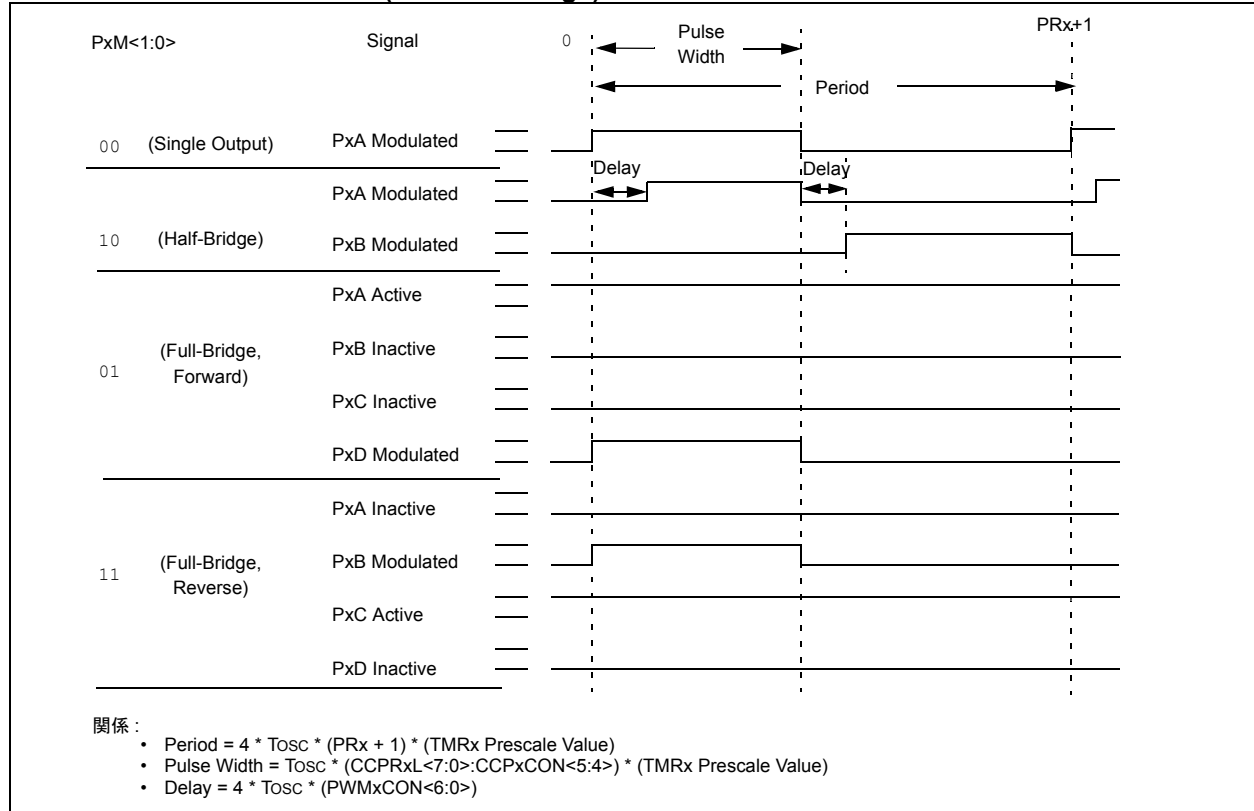 PxM<1:0> Signal 0 Pulse Width PRx+1
Period
00 (Single Output) PxA Modulated
Delay Delay
PxA Modulated
10 (Half-Bridge) PxB Modulated
PxA Active
01 (Full-Bridge, Forward) PxB Inactive
PxC Inactive
PxD Modulated
PxA Inactive
11 (Full-Bridge, Reverse) PxB Modulated
PxC Active
PxD Inactive
関係 :
• Period = 4 * TOSC * (PRx + 1) * (TMRx Prescale Value)
• Pulse Width = TOSC * (CCPRxL<7:0>:CCPxCON<5:4>) * (TMRx Prescale Value)
• Delay = 4 * TOSC * (PWMxCON<6:0>)